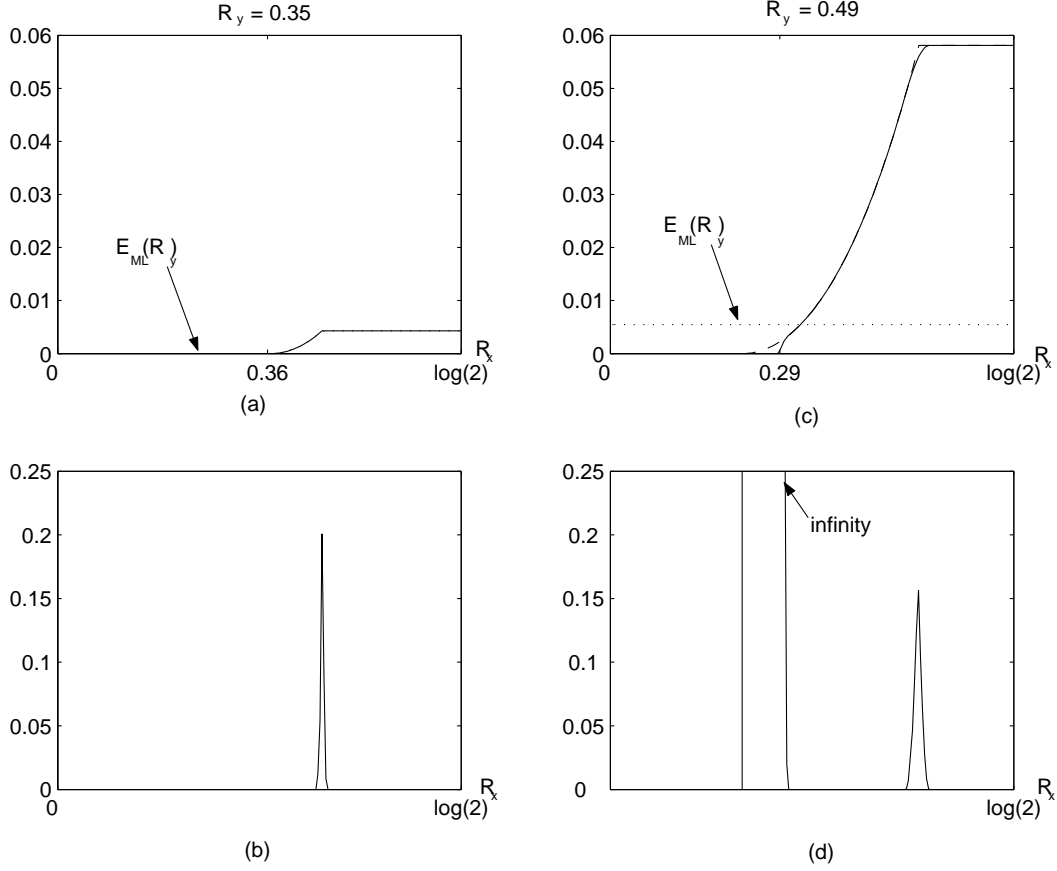 R y = 0.35
0.06
0.05
0.04
0.03
0.02
0.01
0
E ML (R y )
0
0.36
log(2)
R x
(a)
R y = 0.49
0.06
0.05
0.04
0.03
0.02
0.01
0
E ML (R y )
0
0.29
log(2)
R x
(c)
0.25
0.2
0.15
0.1
0.05
0
0
log(2)
R x
(b)
0.25
0.2
0.15
0.1
0.05
0
infinity
0
log(2)
R x
(d)